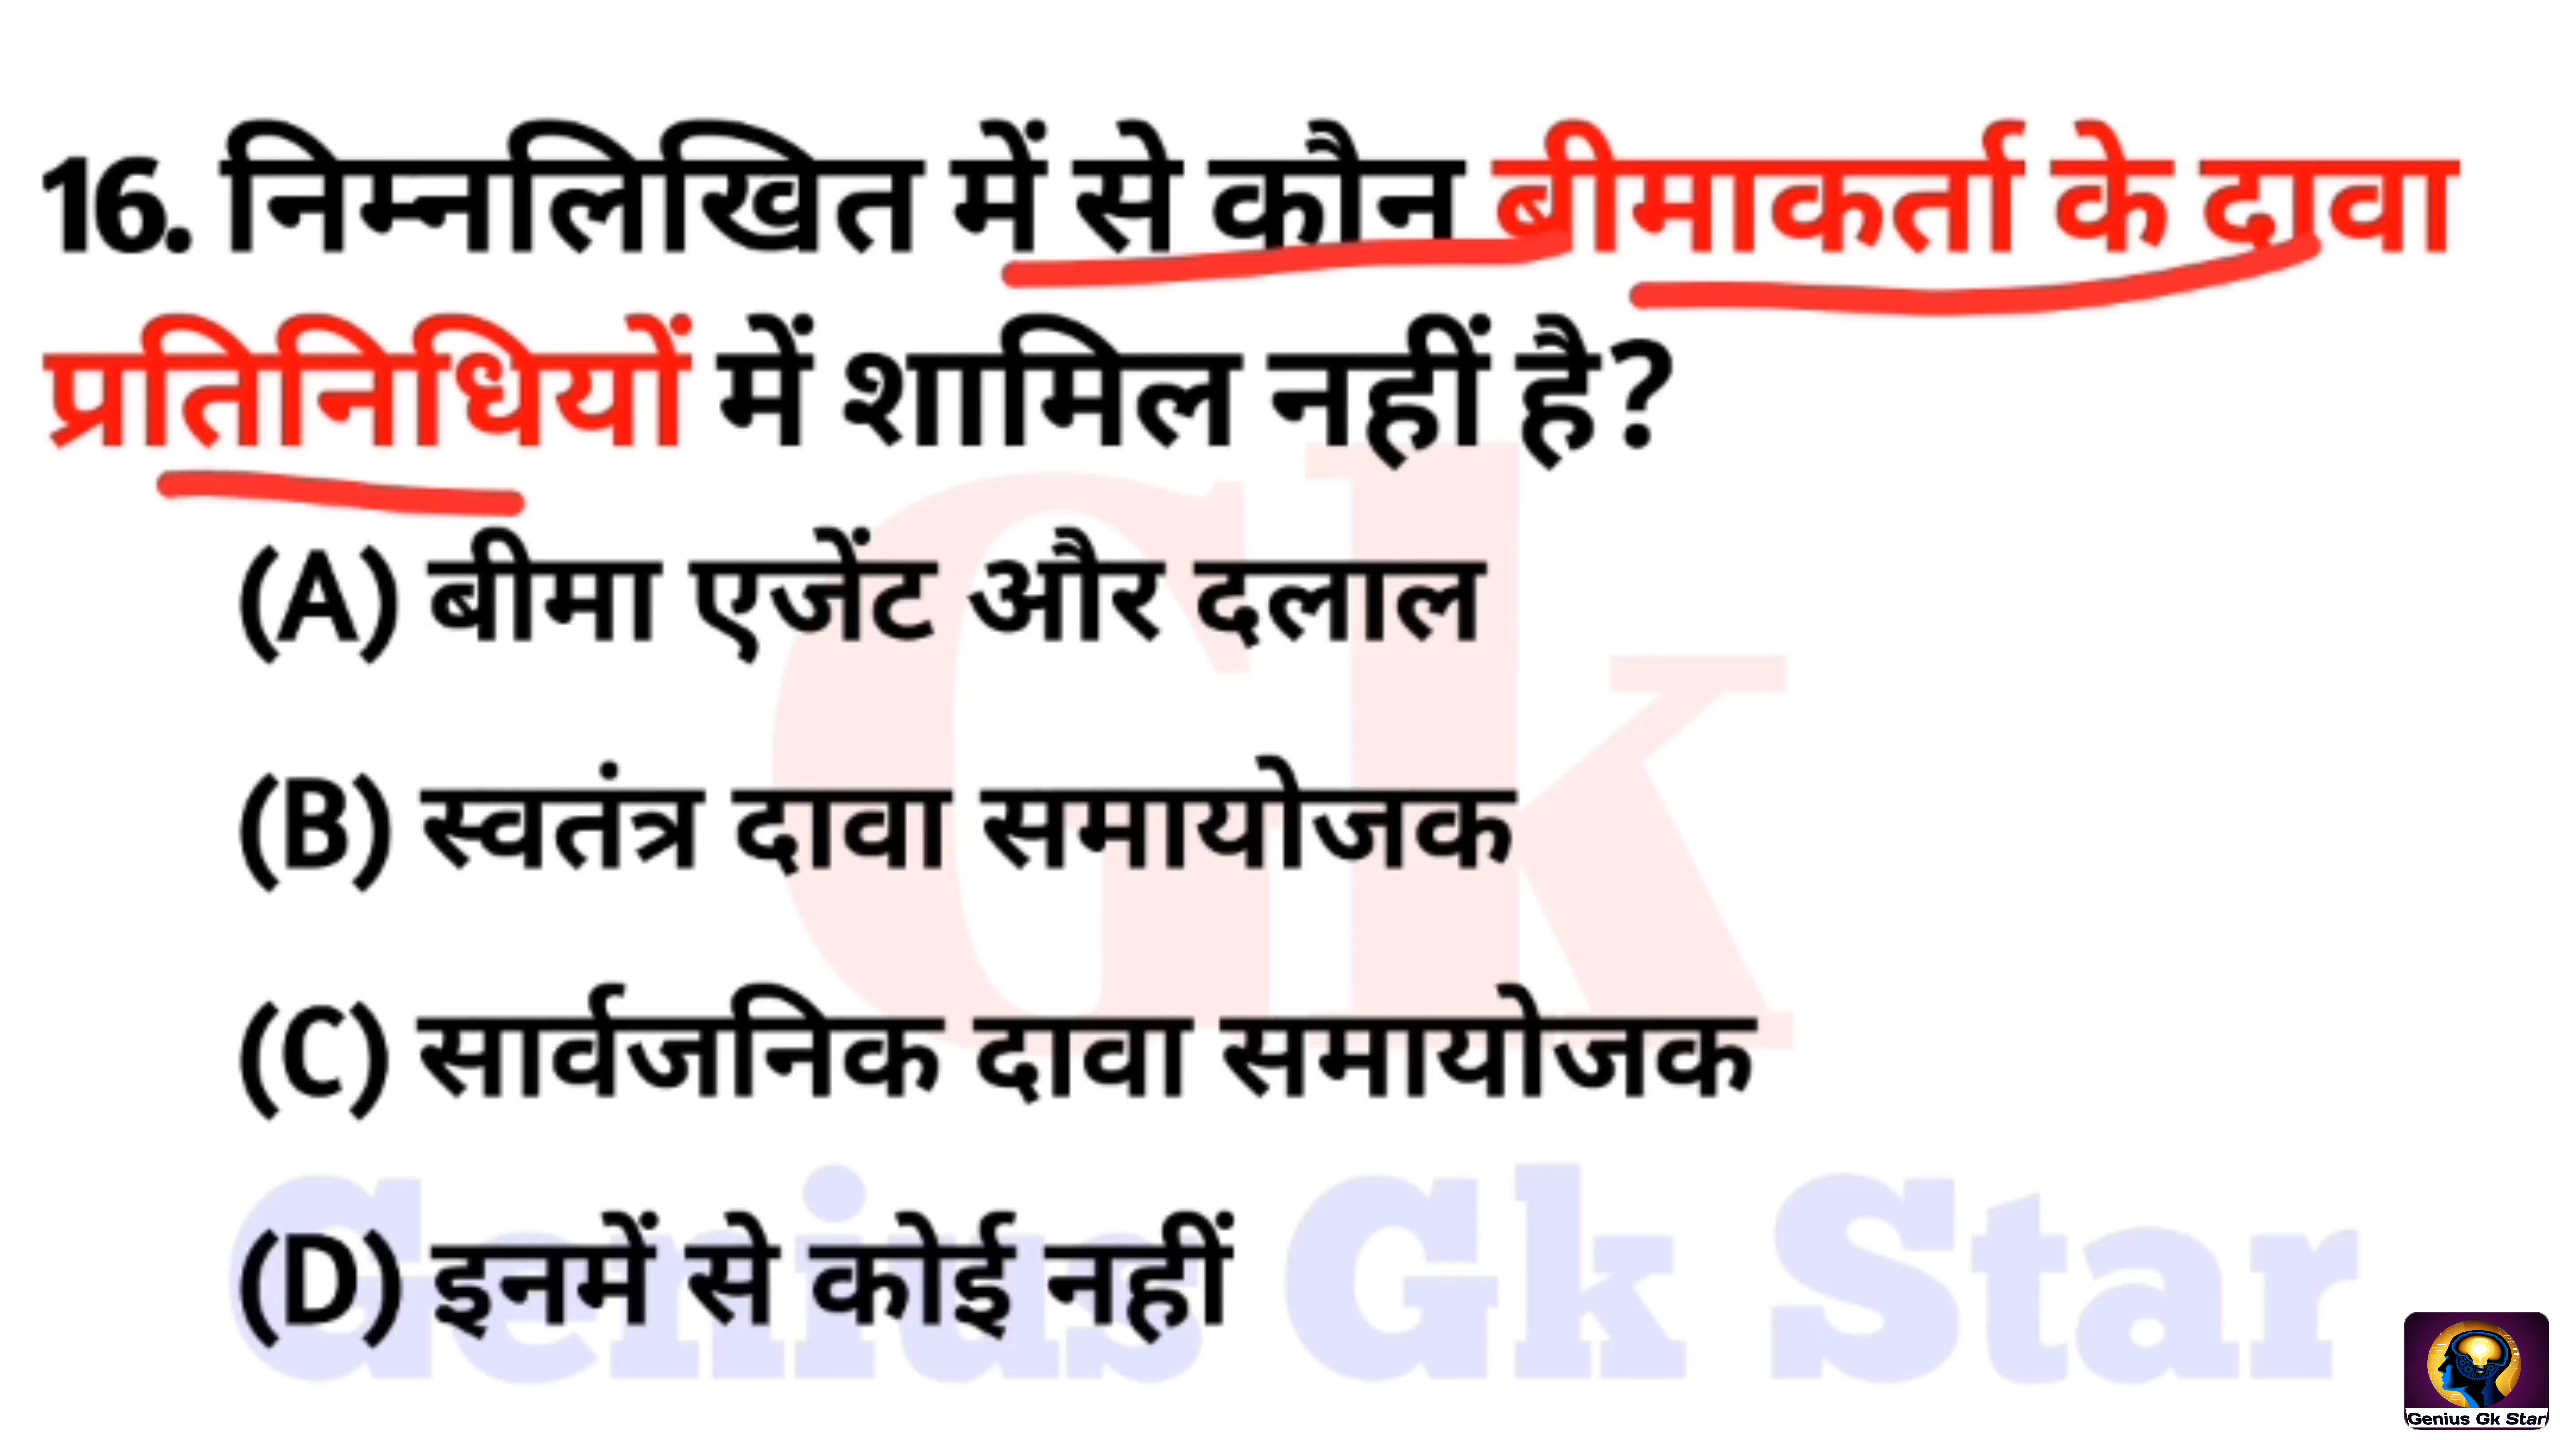 16. निम्नलिखित में से कौन बीमाकर्ता के दावा
प्रतिनिधियों में शामिल नहीं है?
(A) बीमा एजेंट और दलाल
(B) स्वतंत्र दावा समायोजक
(C) सार्वजनिक दावा समायोजक
(D) इनमें से कोई नहीं
Gk
Genius Gk Star
Genius Gk Star